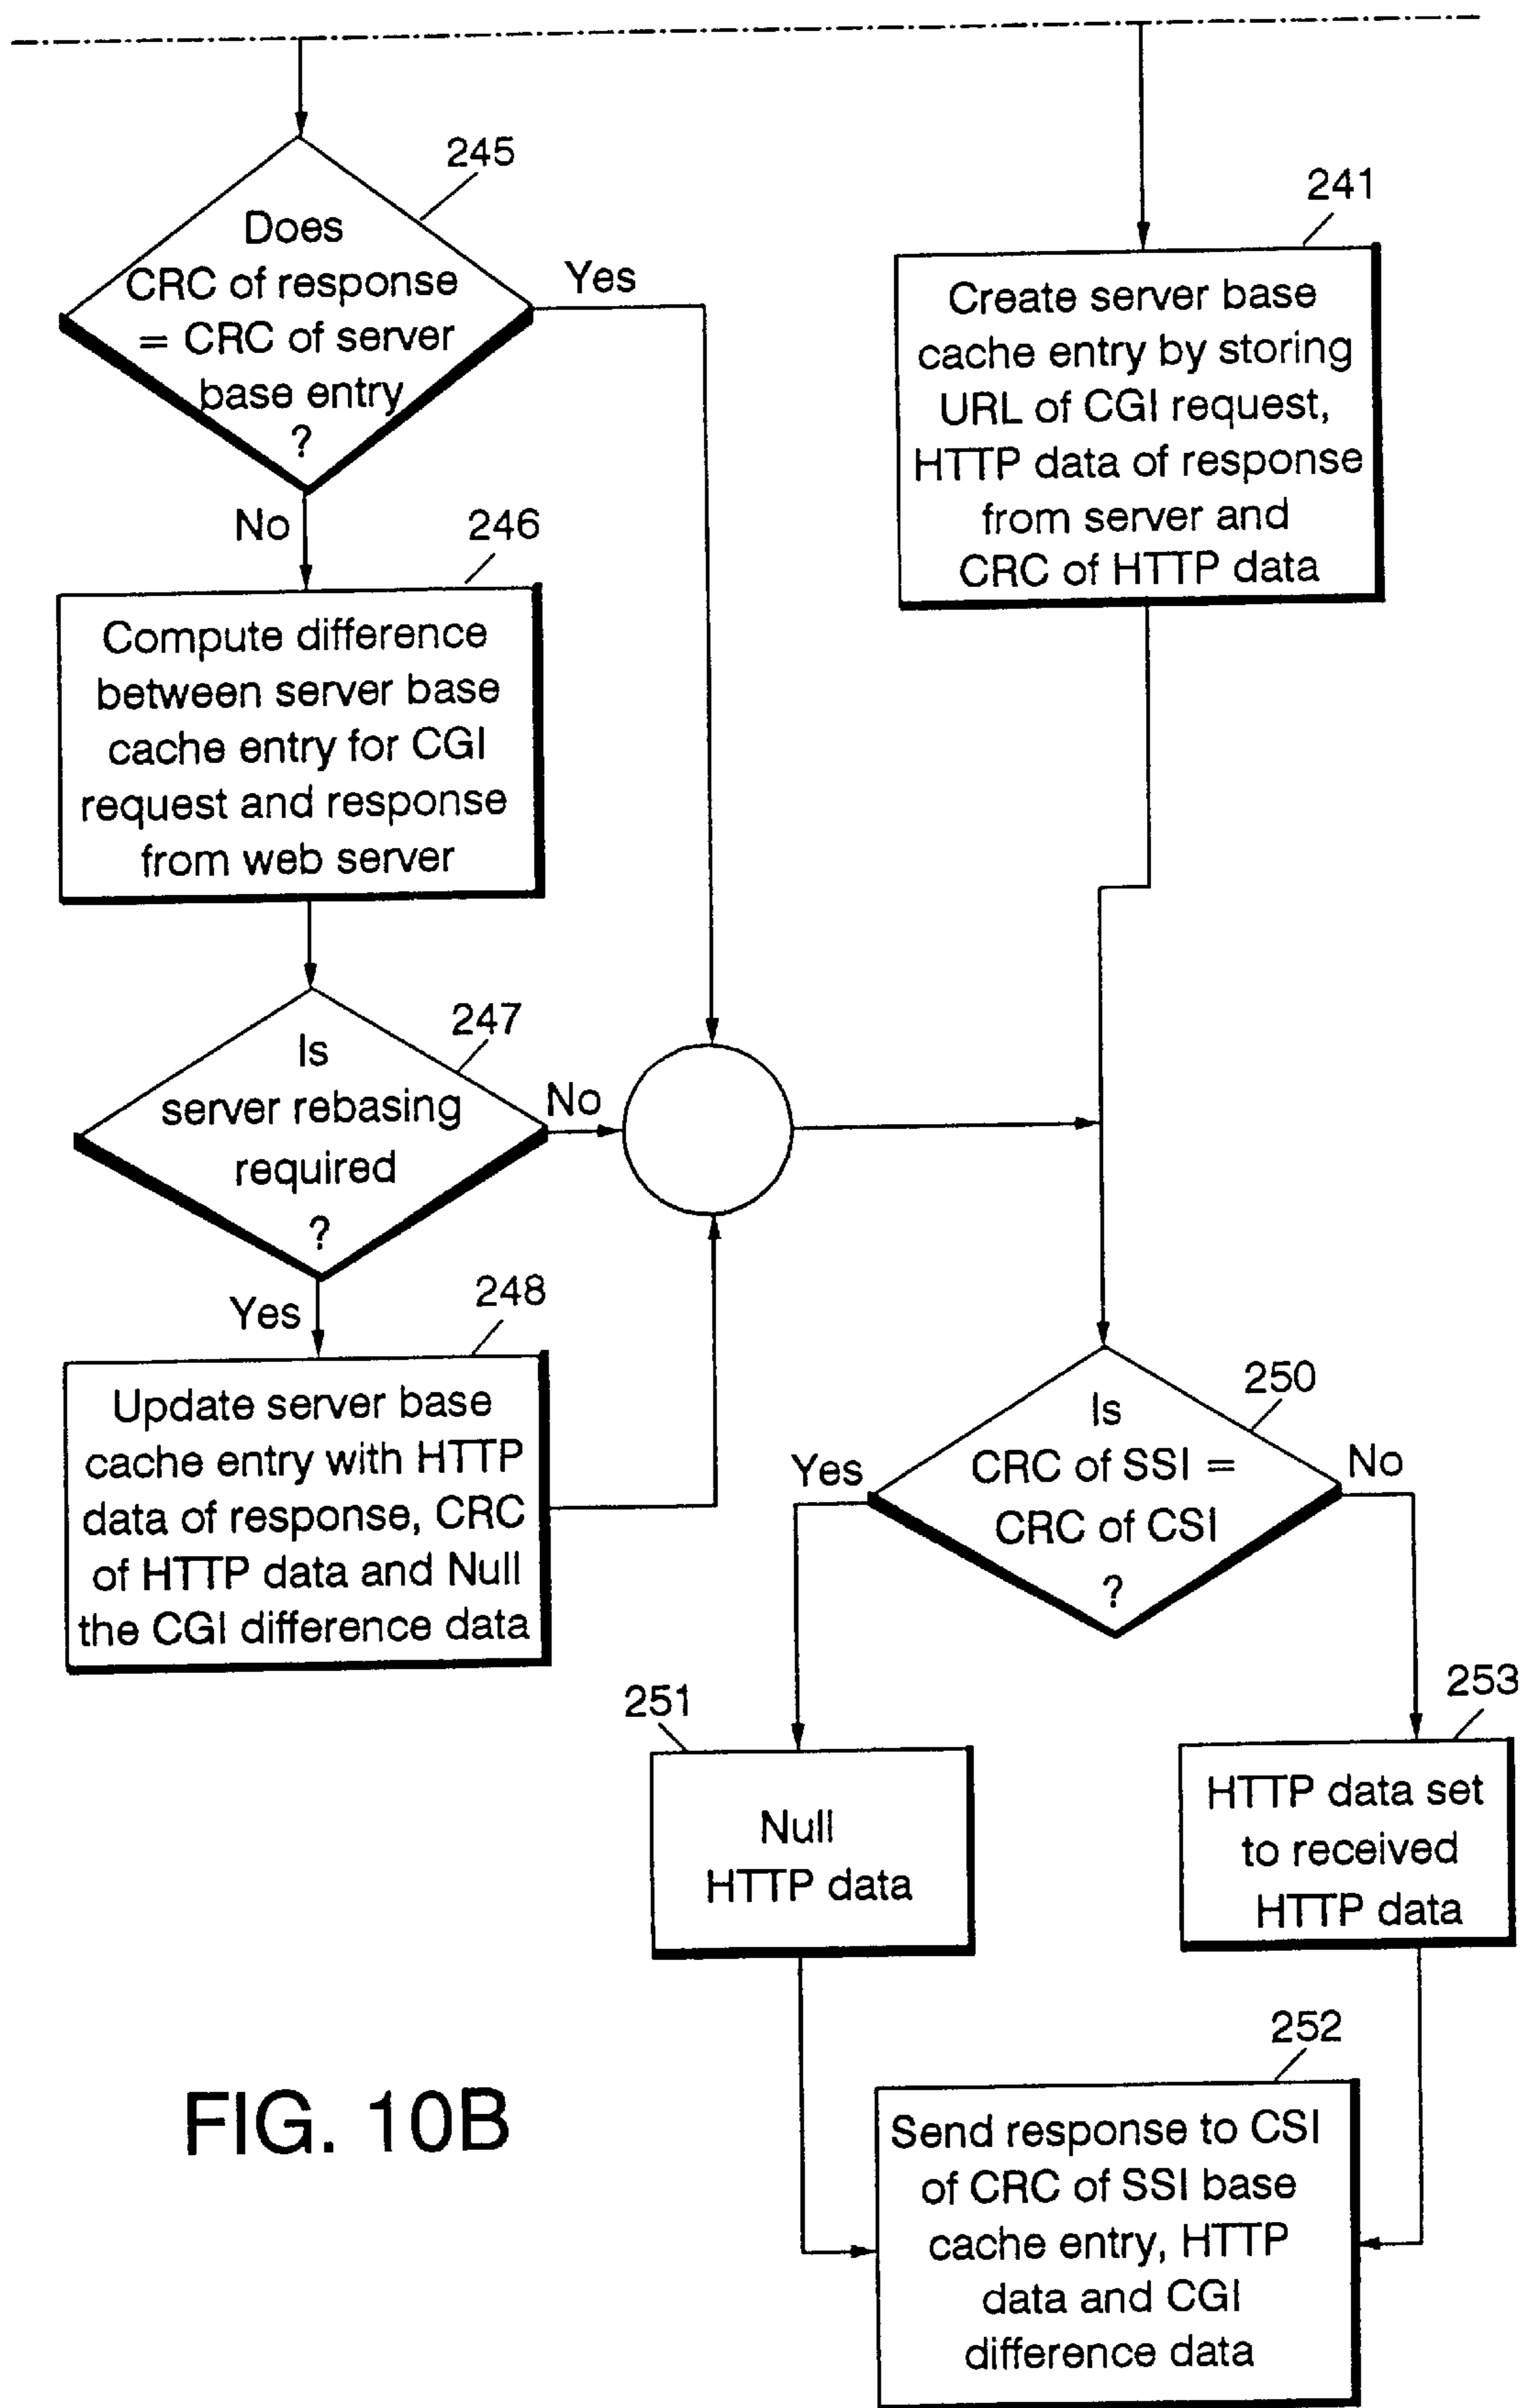 245
Does
CRC of response
= CRC of server
base entry
?
Yes
No
241
Create server base
cache entry by storing
URL of CGI request,
HTTP data of response
from server and
CRC of HTTP data
246
Compute difference
between server base
cache entry for CGI
request and response
from web server
247
Is
server rebasing
required
?
No
Yes
248
Update server base
cache entry with HTTP
data of response, CRC
of HTTP data and Null
the CGI difference data
250
Is
CRC of SSI =
CRC of CSI
?
Yes
No
251
Null
HTTP data
253
HTTP data set
to received
HTTP data
252
Send response to CSI
of CRC of SSI base
cache entry, HTTP
data and CGI
difference data
FIG. 10B